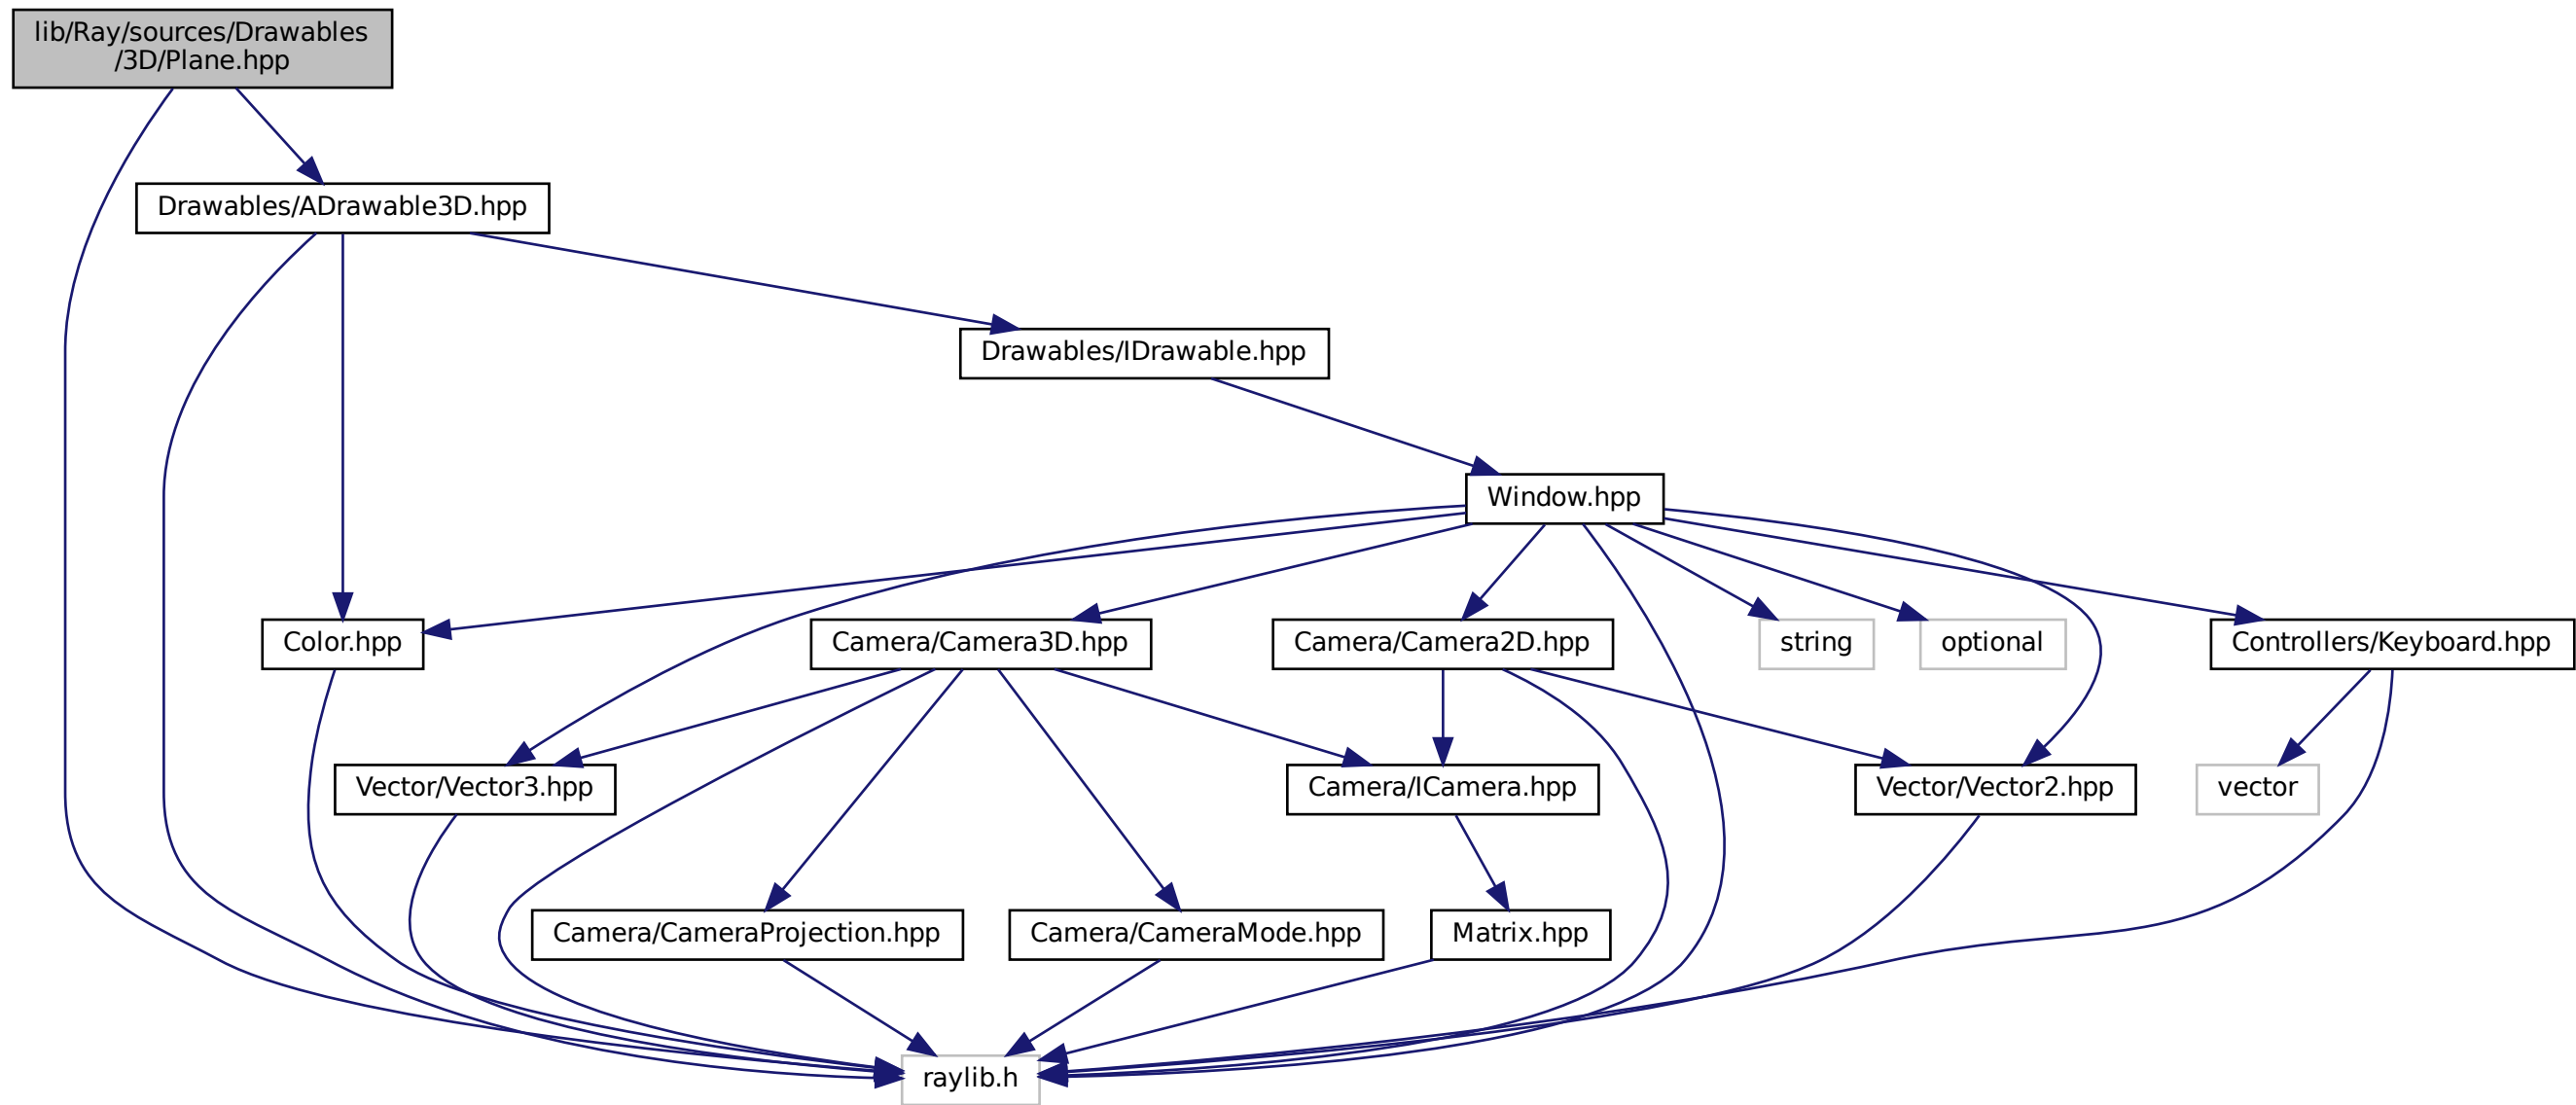 lib/Ray/sources/Drawables
/3D/Plane.hpp
Drawables/ADrawable3D.hpp
Drawables/IDrawable.hpp
Window.hpp
Color.hpp
Camera/Camera3D.hpp
Camera/Camera2D.hpp
string
optional
Controllers/Keyboard.hpp
Vector/Vector3.hpp
Camera/ICamera.hpp
Vector/Vector2.hpp
vector
Camera/CameraProjection.hpp
Camera/CameraMode.hpp
Matrix.hpp
raylib.h